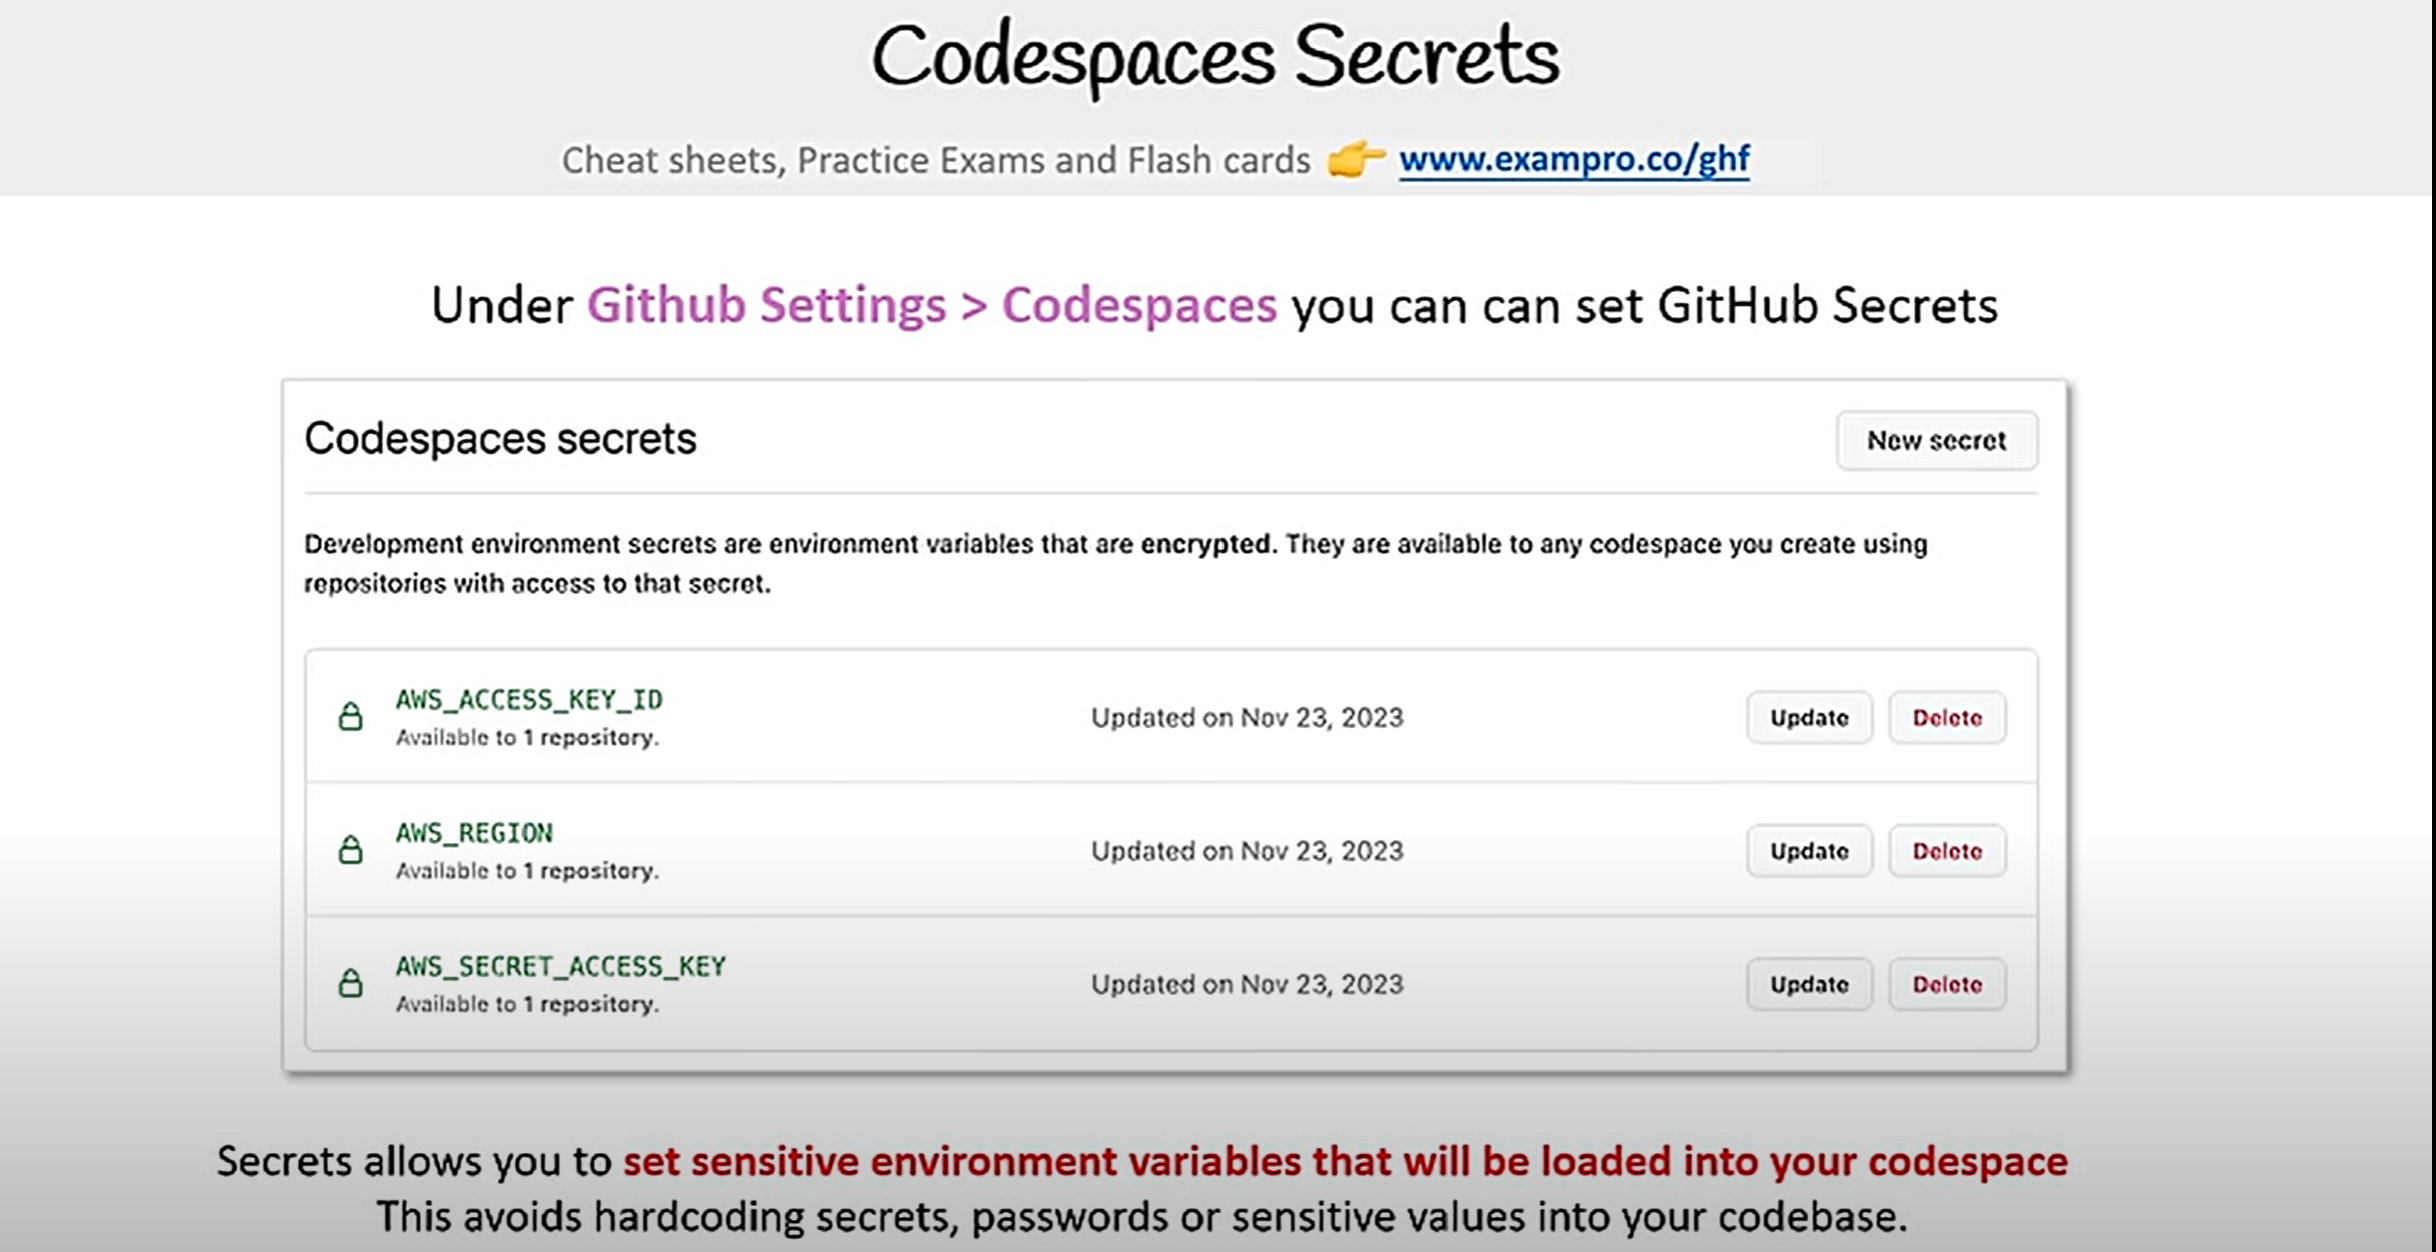 Codespaces Secrets
Cheat sheets, Practice Exams and Flash cards 👉 www.exampro.co/ghf
Under Github Settings > Codespaces you can can set GitHub Secrets
Codespaces secrets
New secret
Development environment secrets are environment variables that are encrypted. They are available to any codespace you create using
repositories with access to that secret.
AWS_ACCESS_KEY_ID
Available to 1 repository.
Updated on Nov 23, 2023
Update
Delete
AWS_REGION
Available to 1 repository.
Updated on Nov 23, 2023
Update
Delete
AWS_SECRET_ACCESS_KEY
Available to 1 repository.
Updated on Nov 23, 2023
Update
Delete
Secrets allows you to set sensitive environment variables that will be loaded into your codespace
This avoids hardcoding secrets, passwords or sensitive values into your codebase.